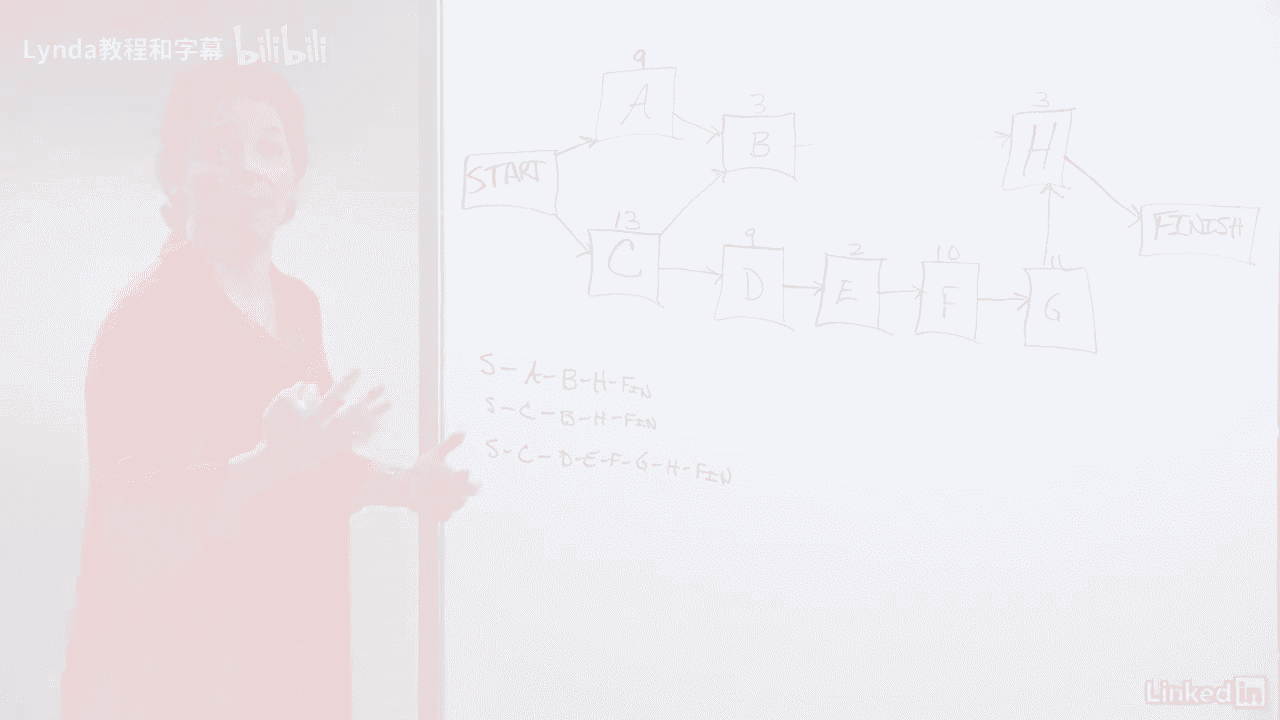 Lynda教程和字幕 bilibili
9
A
3
B
3
H
START
FINISH
13
C
9
D
2
E
10
F
11
G
S-A-B-H-FIN
S-C-B-H-FIN
S-C-D-E-F-G-H-FIN
Linked in